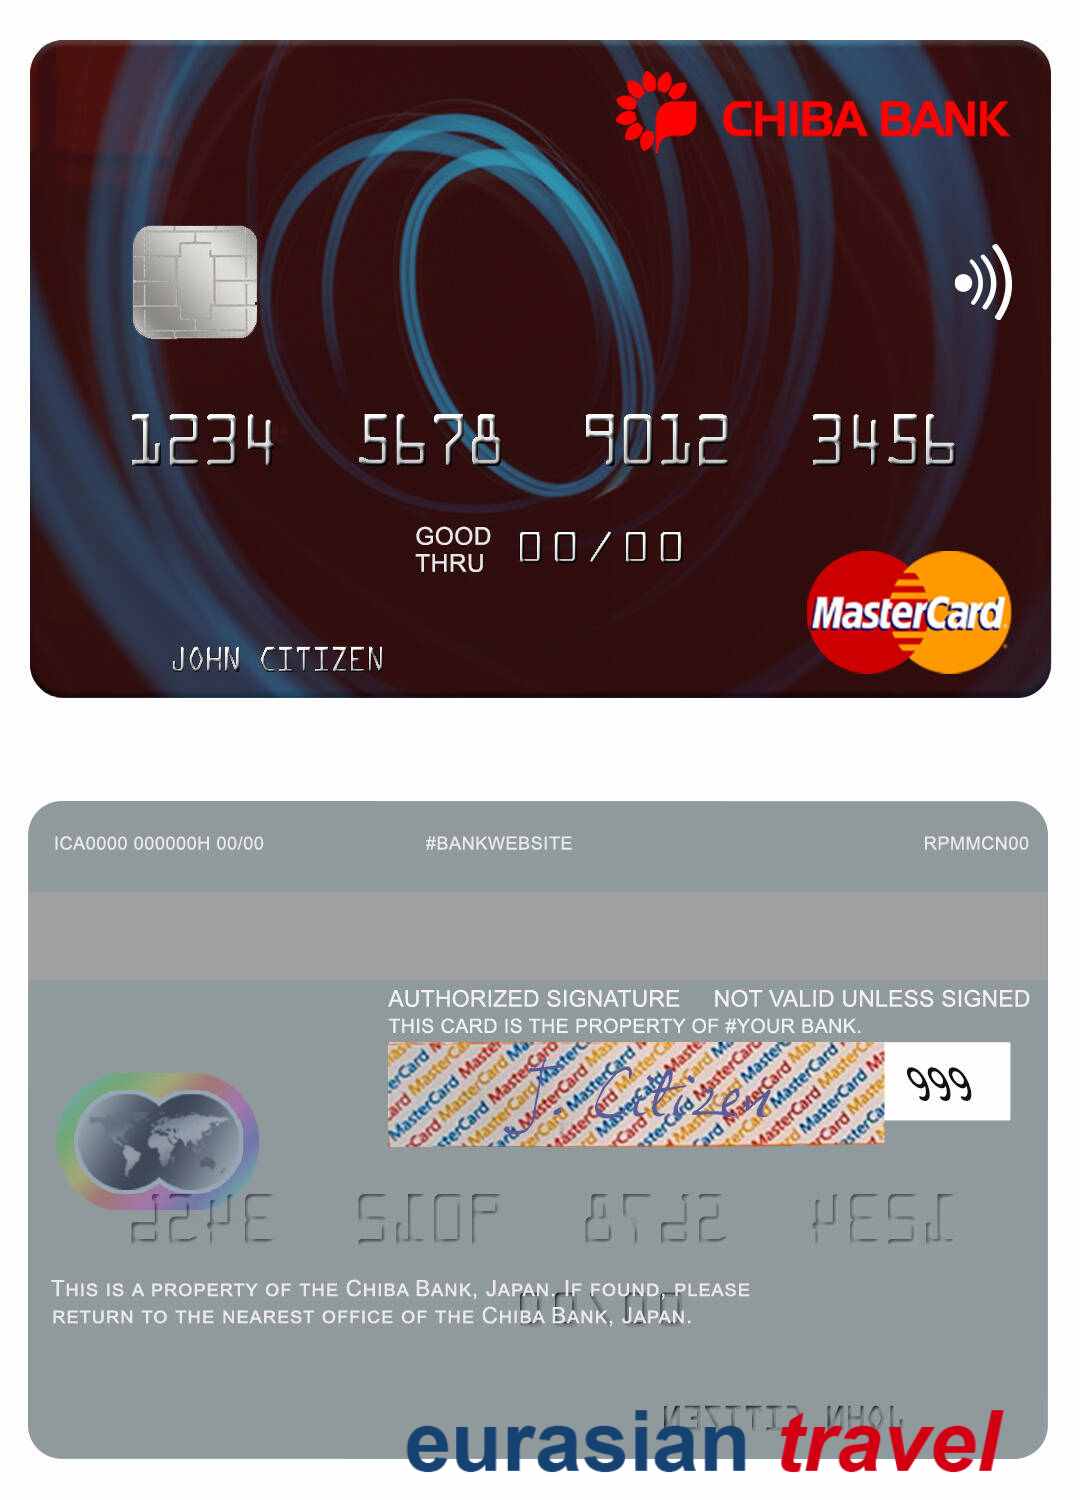 CHIBA BANK
1234 5678 9012 3456
GOOD
THRU 00/00
MasterCard
JOHN CITIZEN
ICA0000 000000H 00/00 #BANKWEBSITE RPMMCN00
AUTHORIZED SIGNATURE NOT VALID UNLESS SIGNED
THIS CARD IS THE PROPERTY OF #YOUR BANK.
J. Citizen 999
THIS IS A PROPERTY OF THE CHIBA BANK, JAPAN. IF FOUND, PLEASE
RETURN TO THE NEAREST OFFICE OF THE CHIBA BANK, JAPAN.
eurasian travel